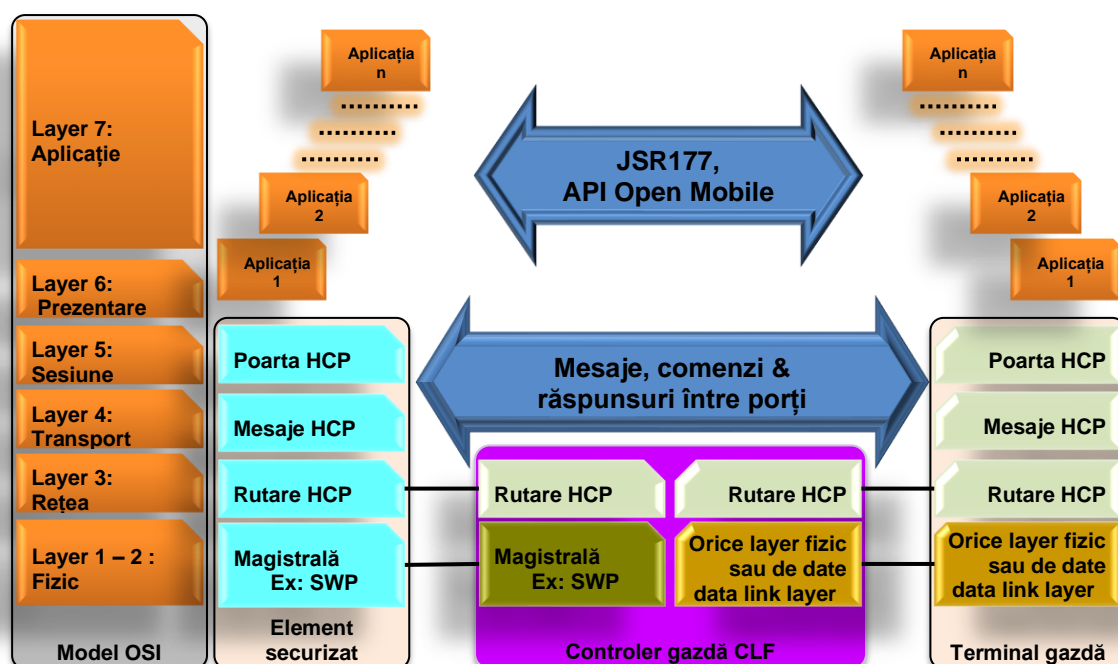 Layer 7:
Aplicație
Layer 6:
Prezentare
Layer 5:
Sesiune
Layer 4:
Transport
Layer 3:
Rețea
Layer 1 – 2 :
Fizic
Model OSI
Aplicația
n
Aplicația
2
Aplicația
1
Poarta HCP
Mesaje HCP
Rutare HCP
Magistrală
Ex: SWP
Element
securizat
JSR177,
API Open Mobile
Mesaje, comenzi &
răspunsuri între porți
Rutare HCP
Rutare HCP
Magistrală
Ex: SWP
Orice layer fizic
sau de date
data link layer
Controler gazdă CLF
Aplicația
n
Aplicația
2
Aplicația
1
Poarta HCP
Mesaje HCP
Rutare HCP
Orice layer fizic
sau de date
data link layer
Terminal gazdă